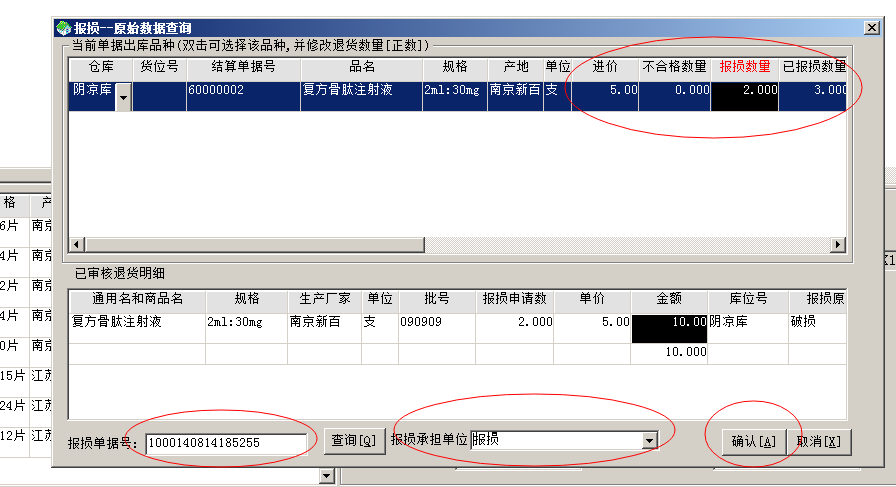 报损--原始数据查询
当前单据出库品种(双击可选择该品种,并修改退货数量[正数])
仓库 货位号 结算单据号 品名 规格 产地 单位 进价 不合格数量 报损数量 已报损数量
阴凉库 60000002 复方骨肽注射液 2ml:30mg 南京新百 支 5.00 0.000 2.000 3.000
已审核退货明细
通用名和商品名 规格 生产厂家 单位 批号 报损申请数 单价 金额 库位号 报损原
复方骨肽注射液 2ml:30mg 南京新百 支 090909 2.000 5.00 10.00 阴凉库 破损
10.000
报损单据号: 1000140814185255 查询[Q] 报损承担单位 报损 确认[A] 取消[X]
格
6片 南京
4片 南京
2片 南京
4片 南京
0片 南京
15片 江苏
24片 江苏
12片 江苏
X1